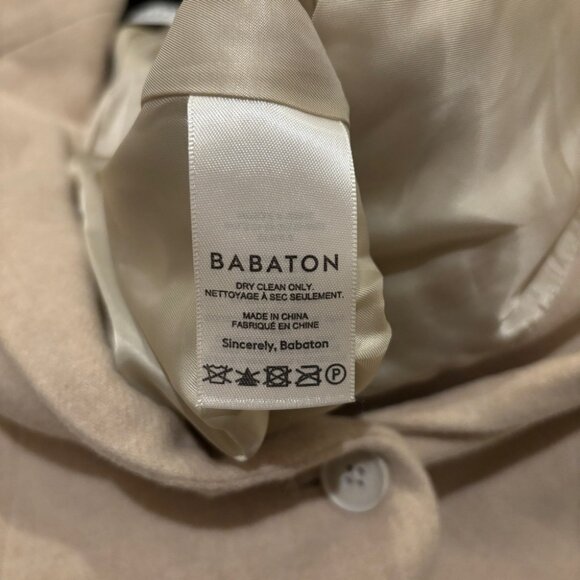 BABATON
DRY CLEAN ONLY.
NETTOYAGE À SEC SEULEMENT.
MADE IN CHINA
FABRIQUÉ EN CHINE
Sincerely, Babaton
P